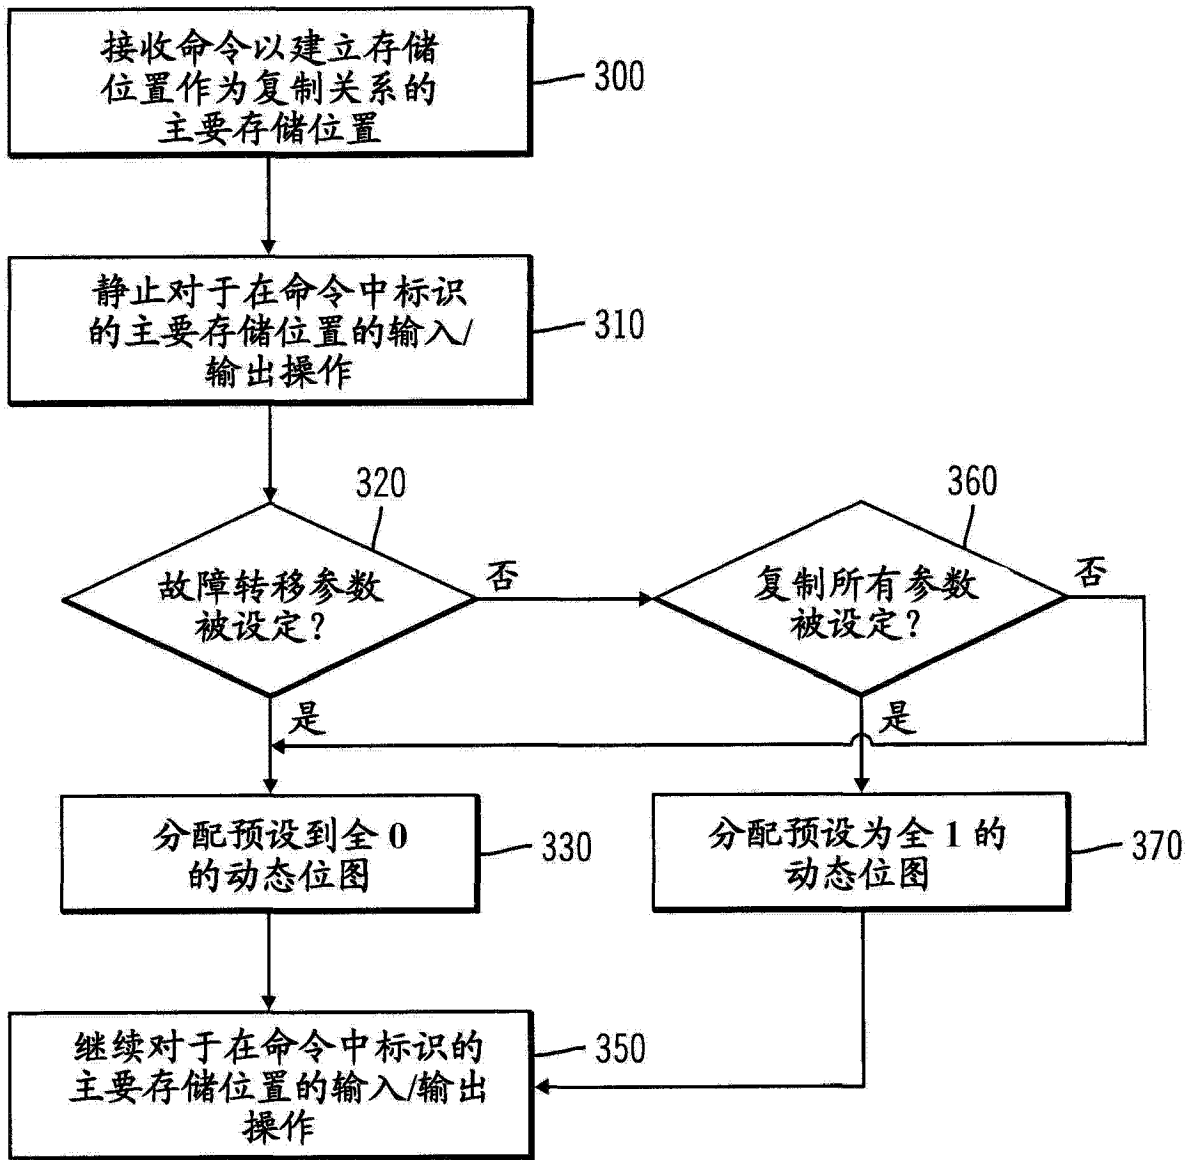 接收命令以建立存储
位置作为复制关系的
主要存储位置
300
静止对于在命令中标识
的主要存储位置的输入/
输出操作
310
320
故障转移参数
被设定?
否
是
360
复制所有参数
被设定?
否
是
分配预设到全 0
的动态位图
330
分配预设为全 1 的
动态位图
370
继续对于在命令中标识的
主要存储位置的输入/输出
操作
350